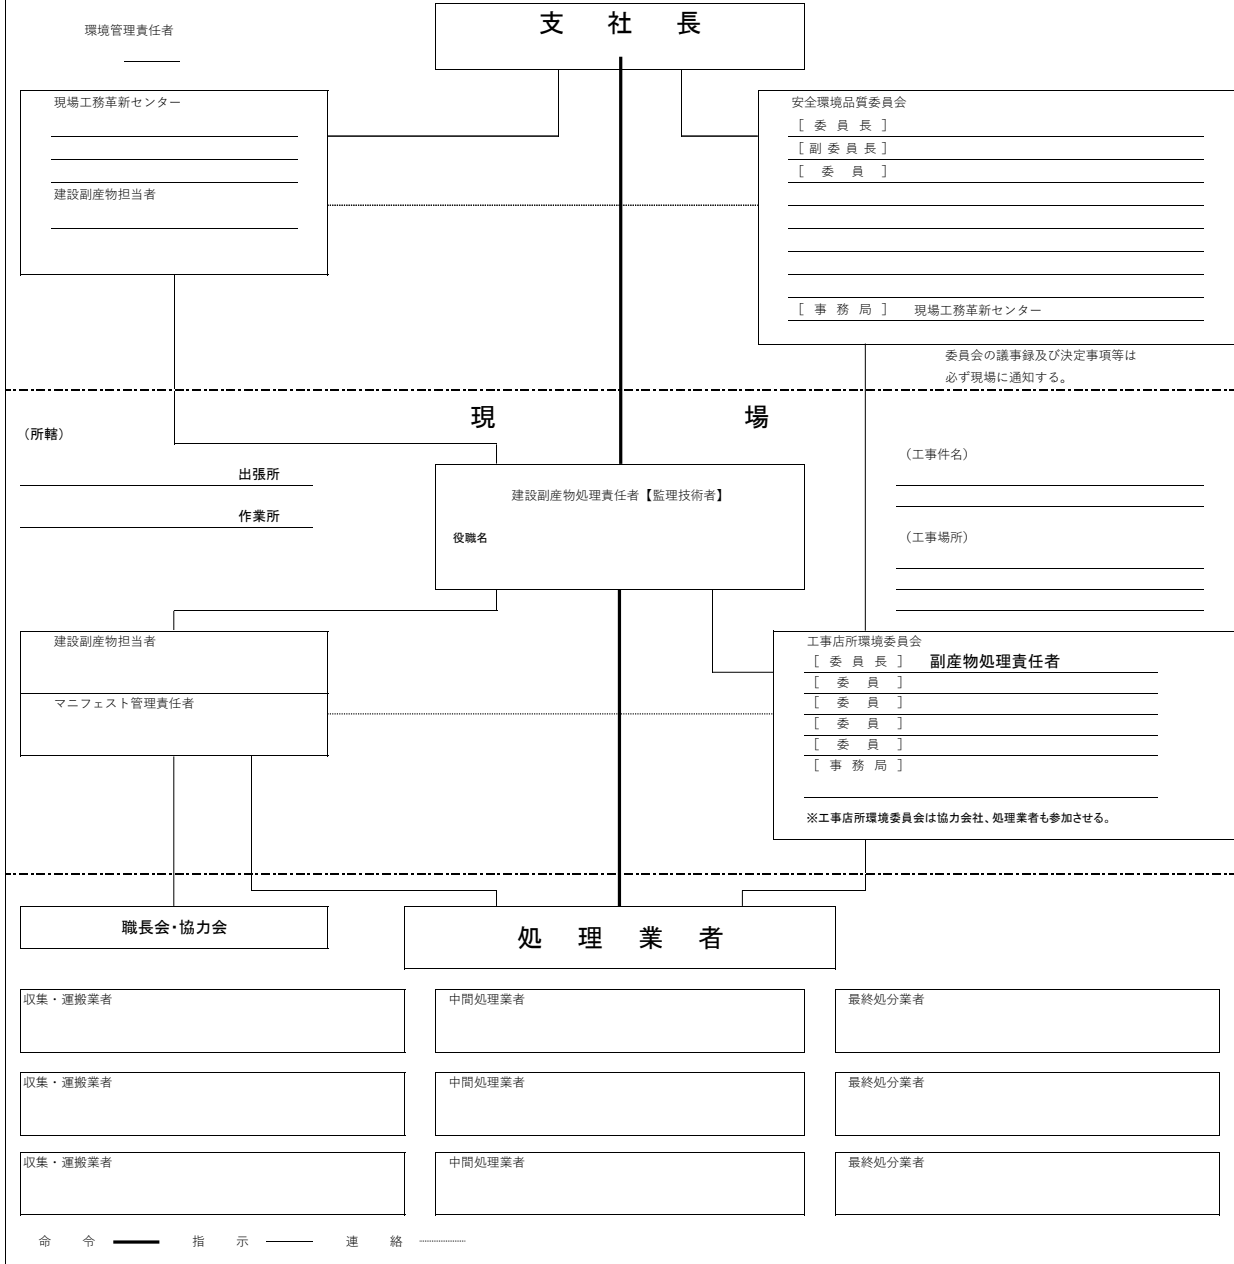 支社長
環境管理責任者
現場工務革新センター
建設副産物担当者
安全環境品質委員会
[ 委 員 長 ]
[ 副 委 員 長 ]
[ 委 員 ]
[ 事 務 局 ] 現場工務革新センター
委員会の議事録及び決定事項等は
必ず現場に通知する。
現場
（所轄）
出張所
作業所
建設副産物処理責任者【監理技術者】
役職名
（工事件名）
（工事場所）
建設副産物担当者
マニフェスト管理責任者
工事店所環境委員会
[ 委 員 長 ] 副産物処理責任者
[ 委 員 ]
[ 委 員 ]
[ 委 員 ]
[ 委 員 ]
[ 事 務 局 ]
※工事店所環境委員会は協力会社、処理業者も参加させる。
職長会・協力会
処理業者
収集・運搬業者 中間処理業者 最終処分業者
収集・運搬業者 中間処理業者 最終処分業者
収集・運搬業者 中間処理業者 最終処分業者
命 令 指 示 連 絡